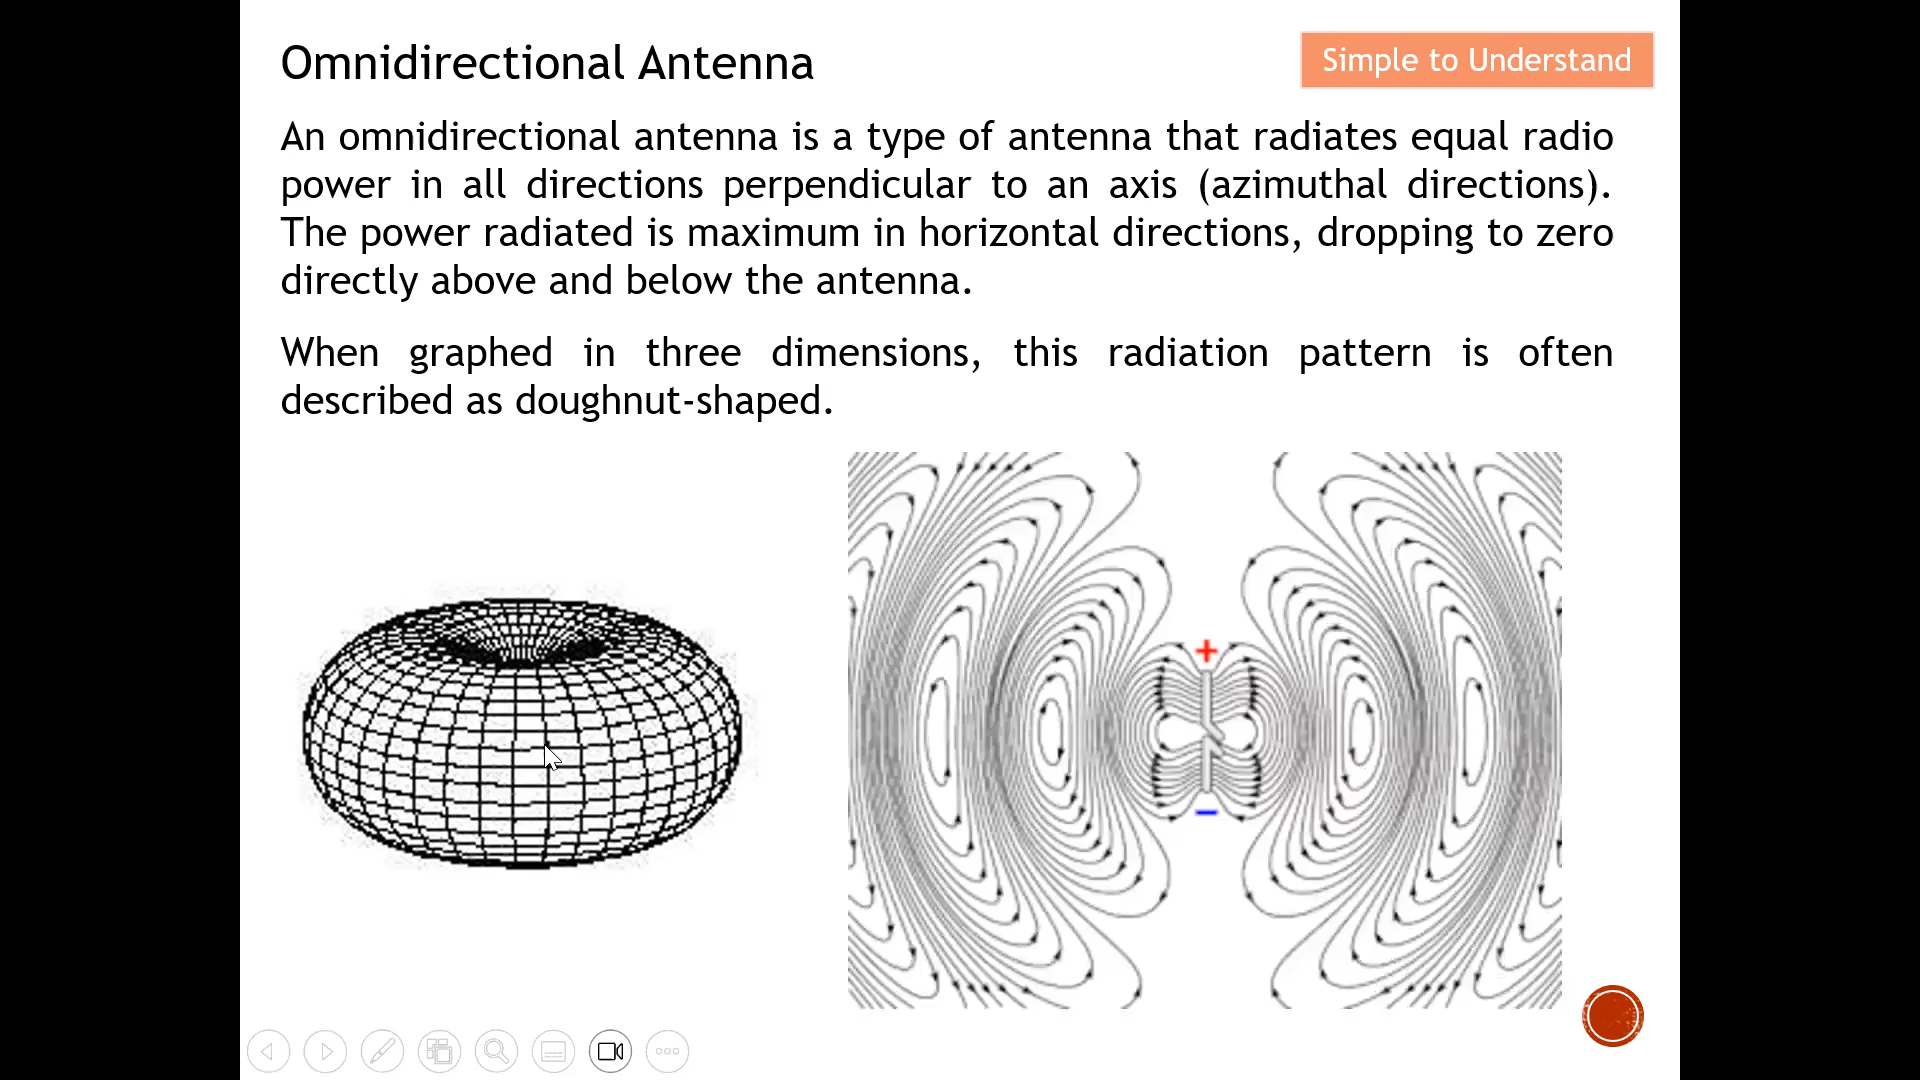 Omnidirectional Antenna
Simple to Understand
An omnidirectional antenna is a type of antenna that radiates equal radio
power in all directions perpendicular to an axis (azimuthal directions).
The power radiated is maximum in horizontal directions, dropping to zero
directly above and below the antenna.
When graphed in three dimensions, this radiation pattern is often
described as doughnut-shaped.
+
−